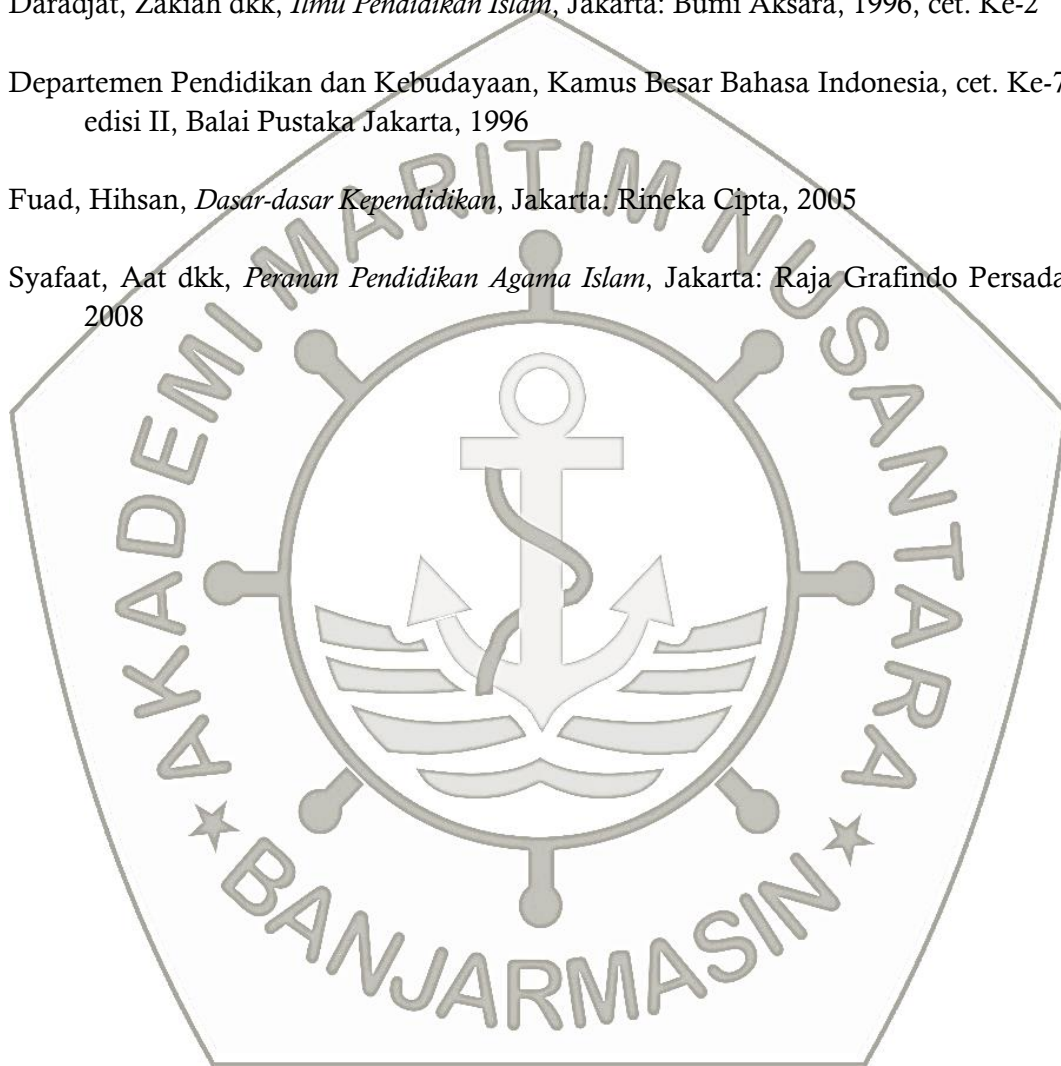 Daradjat, Zakiah dkk, Ilmu Pendidikan Islam, Jakarta: Bumi Aksara, 1996, cet. Ke-2
Departemen Pendidikan dan Kebudayaan, Kamus Besar Bahasa Indonesia, cet. Ke-7
edisi II, Balai Pustaka Jakarta, 1996
Fuad, Hihsan, Dasar-dasar Kependidikan, Jakarta: Rineka Cipta, 2005
Syafaat, Aat dkk, Peranan Pendidikan Agama Islam, Jakarta: Raja Grafindo Persada
2008
AKADEMI MARITIM NUSANTARA
BANJARMASIN